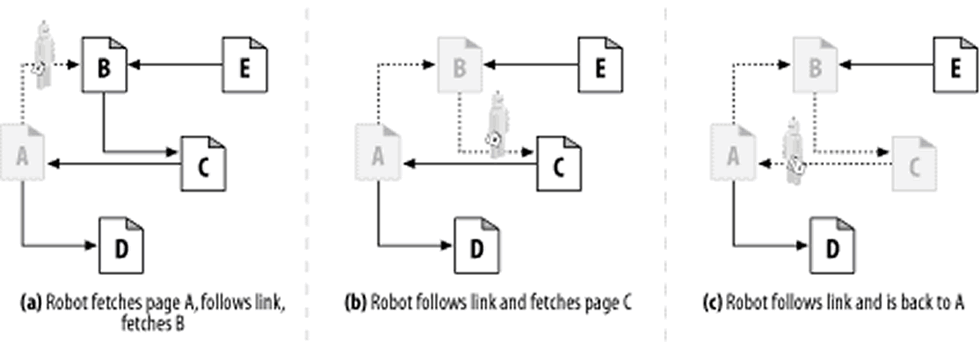 B
E
A
C
D
(a) Robot fetches page A, follows link,
fetches B
B
E
A
C
D
(b) Robot follows link and fetches page C
B
E
A
C
D
(c) Robot follows link and is back to A